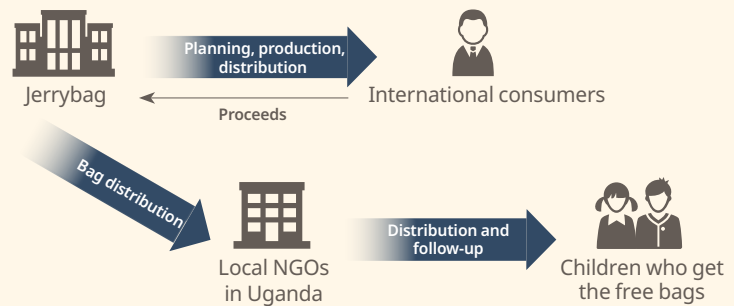 Planning, production,
distribution
Jerrybag
International consumers
Proceeds
Bag distribution
Distribution and
follow-up
Local NGOs
in Uganda
Children who get
the free bags